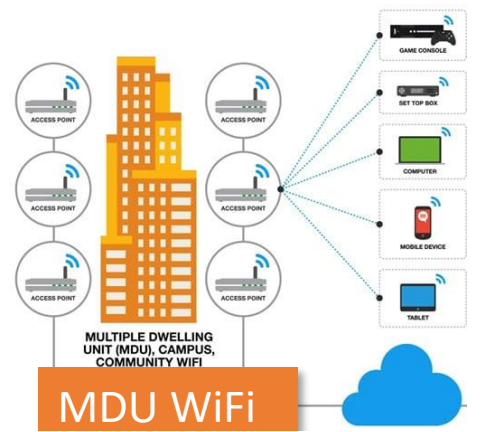 ACCESS POINT
ACCESS POINT
ACCESS POINT
ACCESS POINT
ACCESS POINT
ACCESS POINT
GAME CONSOLE
SET TOP BOX
COMPUTER
MOBILE DEVICE
TABLET
MULTIPLE DWELLING
UNIT (MDU), CAMPUS,
COMMUNITY WIFI
MDU WiFi